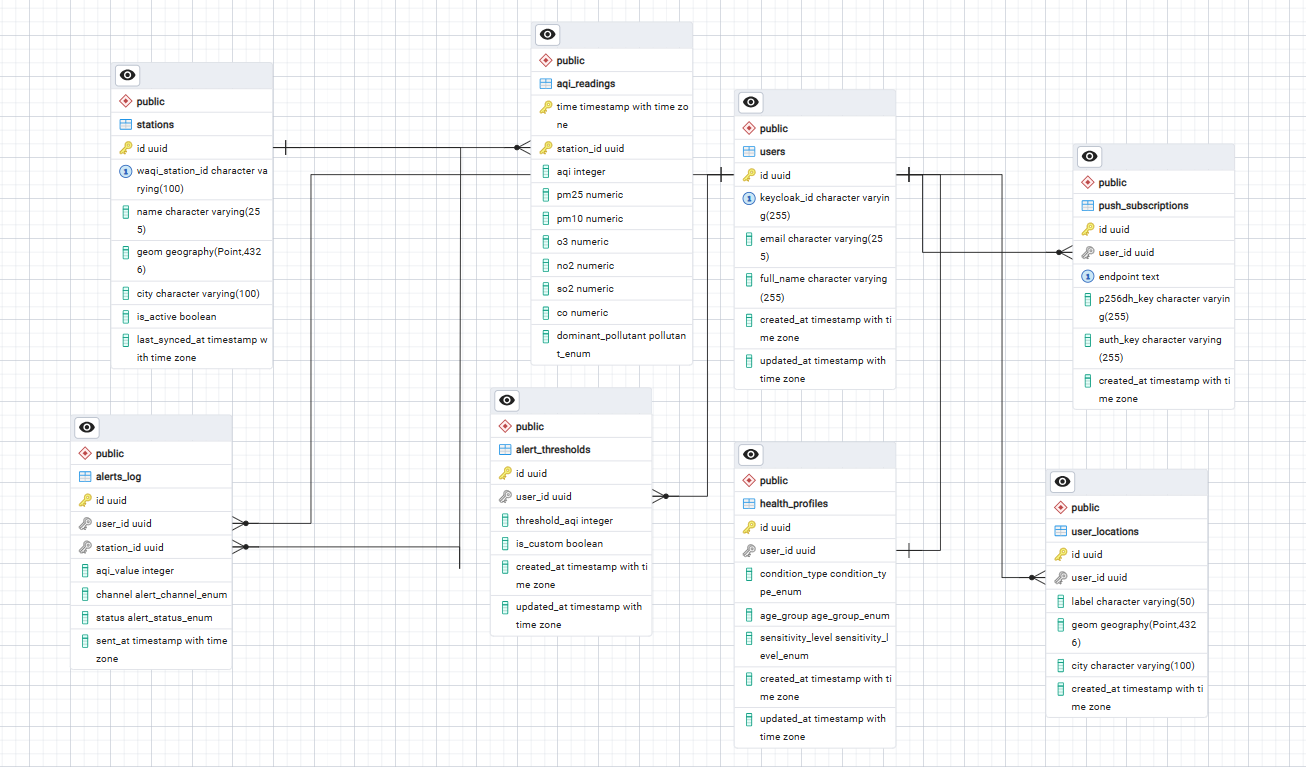 public
stations
id uuid
waqi_station_id character va
rying(100)
name character varying(25
5)
geom geography(Point,432
6)
city character varying(100)
is_active boolean
last_synced_at timestamp w
ith time zone
public
aqi_readings
time timestamp with time zo
ne
station_id uuid
aqi integer
pm25 numeric
pm10 numeric
o3 numeric
no2 numeric
so2 numeric
co numeric
dominant_pollutant pollutan
t_enum
public
users
id uuid
keycloak_id character varyin
g(255)
email character varying(25
5)
full_name character varying
(255)
created_at timestamp with ti
me zone
updated_at timestamp with
time zone
public
push_subscriptions
id uuid
user_id uuid
endpoint text
p256dh_key character varyin
g(255)
auth_key character varying
(255)
created_at timestamp with ti
me zone
public
alerts_log
id uuid
user_id uuid
station_id uuid
aqi_value integer
channel alert_channel_enum
status alert_status_enum
sent_at timestamp with time
zone
public
alert_thresholds
id uuid
user_id uuid
threshold_aqi integer
is_custom boolean
created_at timestamp with ti
me zone
updated_at timestamp with
time zone
public
health_profiles
id uuid
user_id uuid
condition_type condition_ty
pe_enum
age_group age_group_enum
sensitivity_level sensitivity_l
evel_enum
created_at timestamp with ti
me zone
updated_at timestamp with
time zone
public
user_locations
id uuid
user_id uuid
label character varying(50)
geom geography(Point,432
6)
city character varying(100)
created_at timestamp with ti
me zone